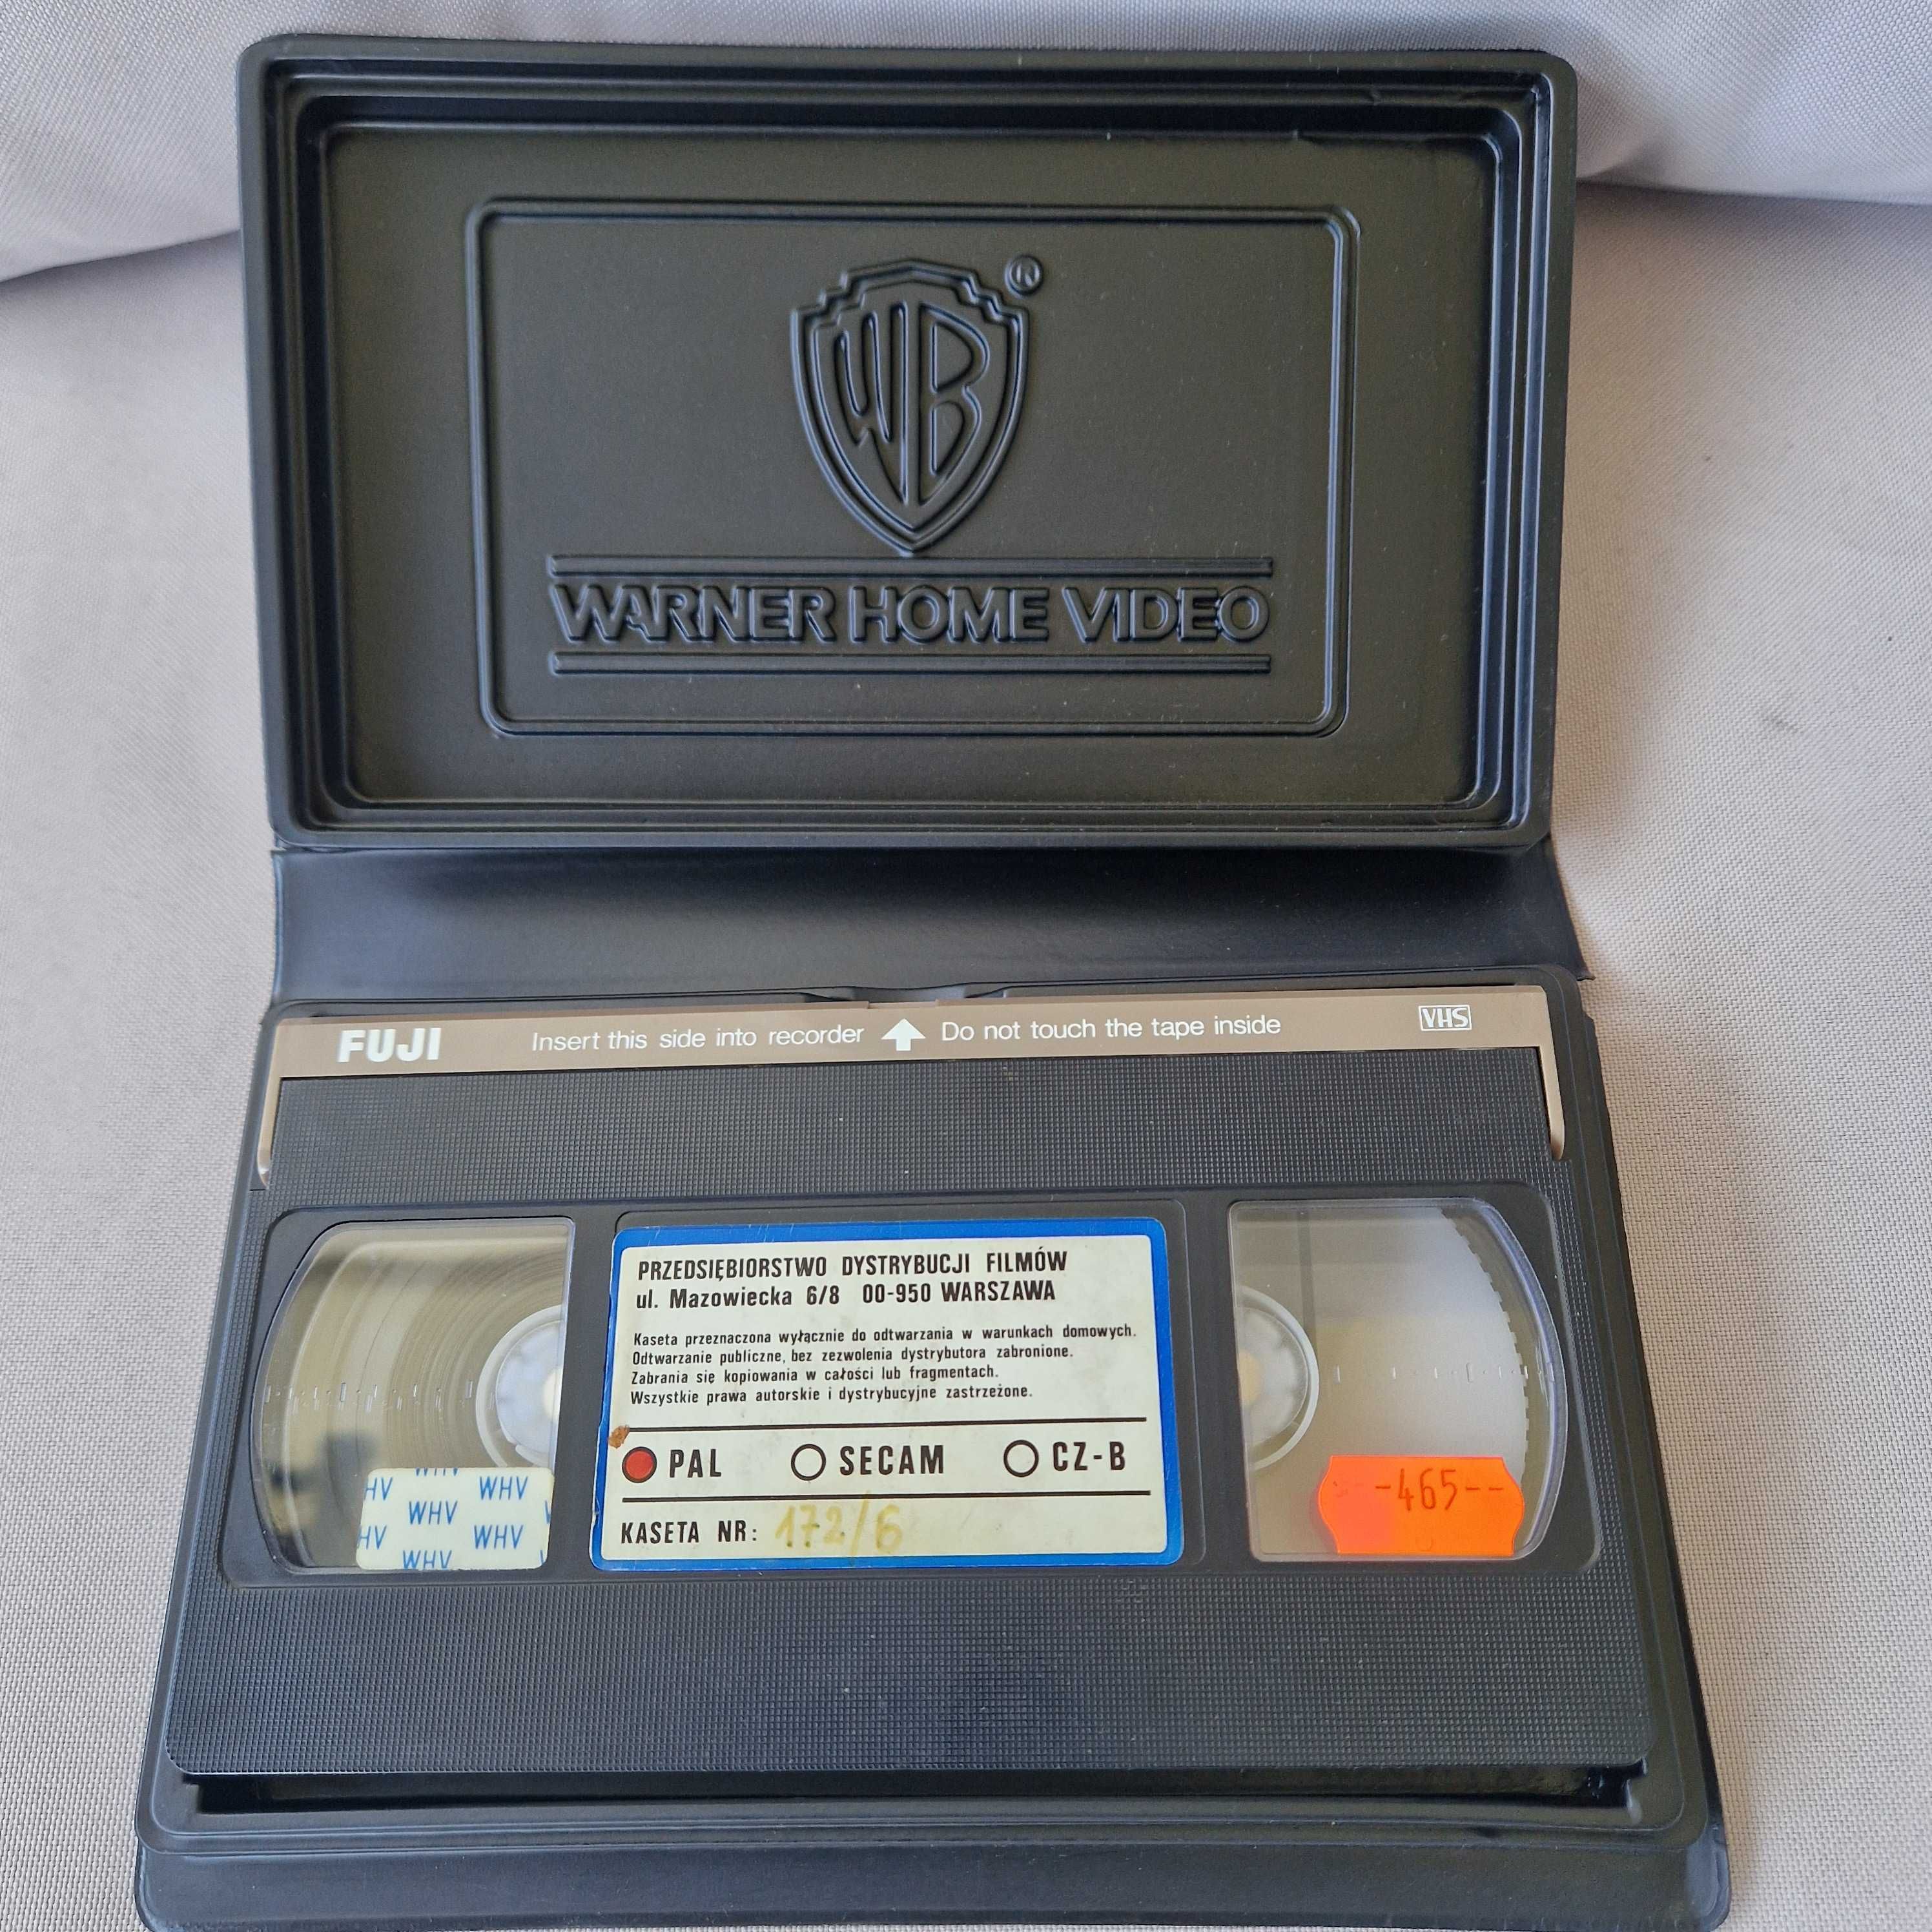 WB ®
WARNER HOME VIDEO
FUJI Insert this side into recorder Do not touch the tape inside VHS
PRZEDSIĘBIORSTWO DYSTRYBUCJI FILMÓW
ul. Mazowiecka 6/8 00-950 WARSZAWA
Kaseta przeznaczona wyłącznie do odtwarzania w warunkach domowych.
Odtwarzanie publiczne, bez zezwolenia dystrybutora zabronione.
Zabrania się kopiowania w całości lub fragmentach.
Wszystkie prawa autorskie i dystrybucyjne zastrzeżone.
PAL SECAM CZ-B
KASETA NR: 172/6
WHV
HV WHV
WHV
HV WHV
WHV
-465--